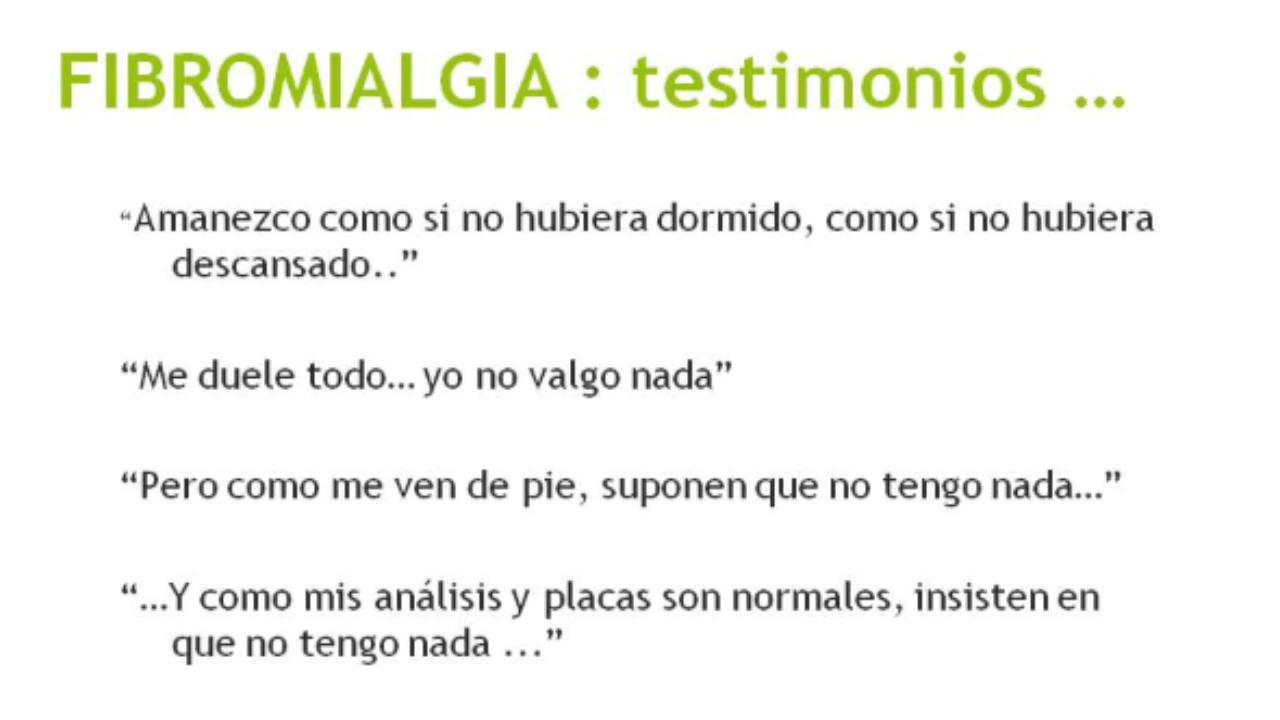 FIBROMIALGIA : testimonios ...
“Amanezco como si no hubiera dormido, como si no hubiera
descansado..”
“Me duele todo... yo no valgo nada”
“Pero como me ven de pie, suponen que no tengo nada...”
“...Y como mis análisis y placas son normales, insisten en
que no tengo nada ...”